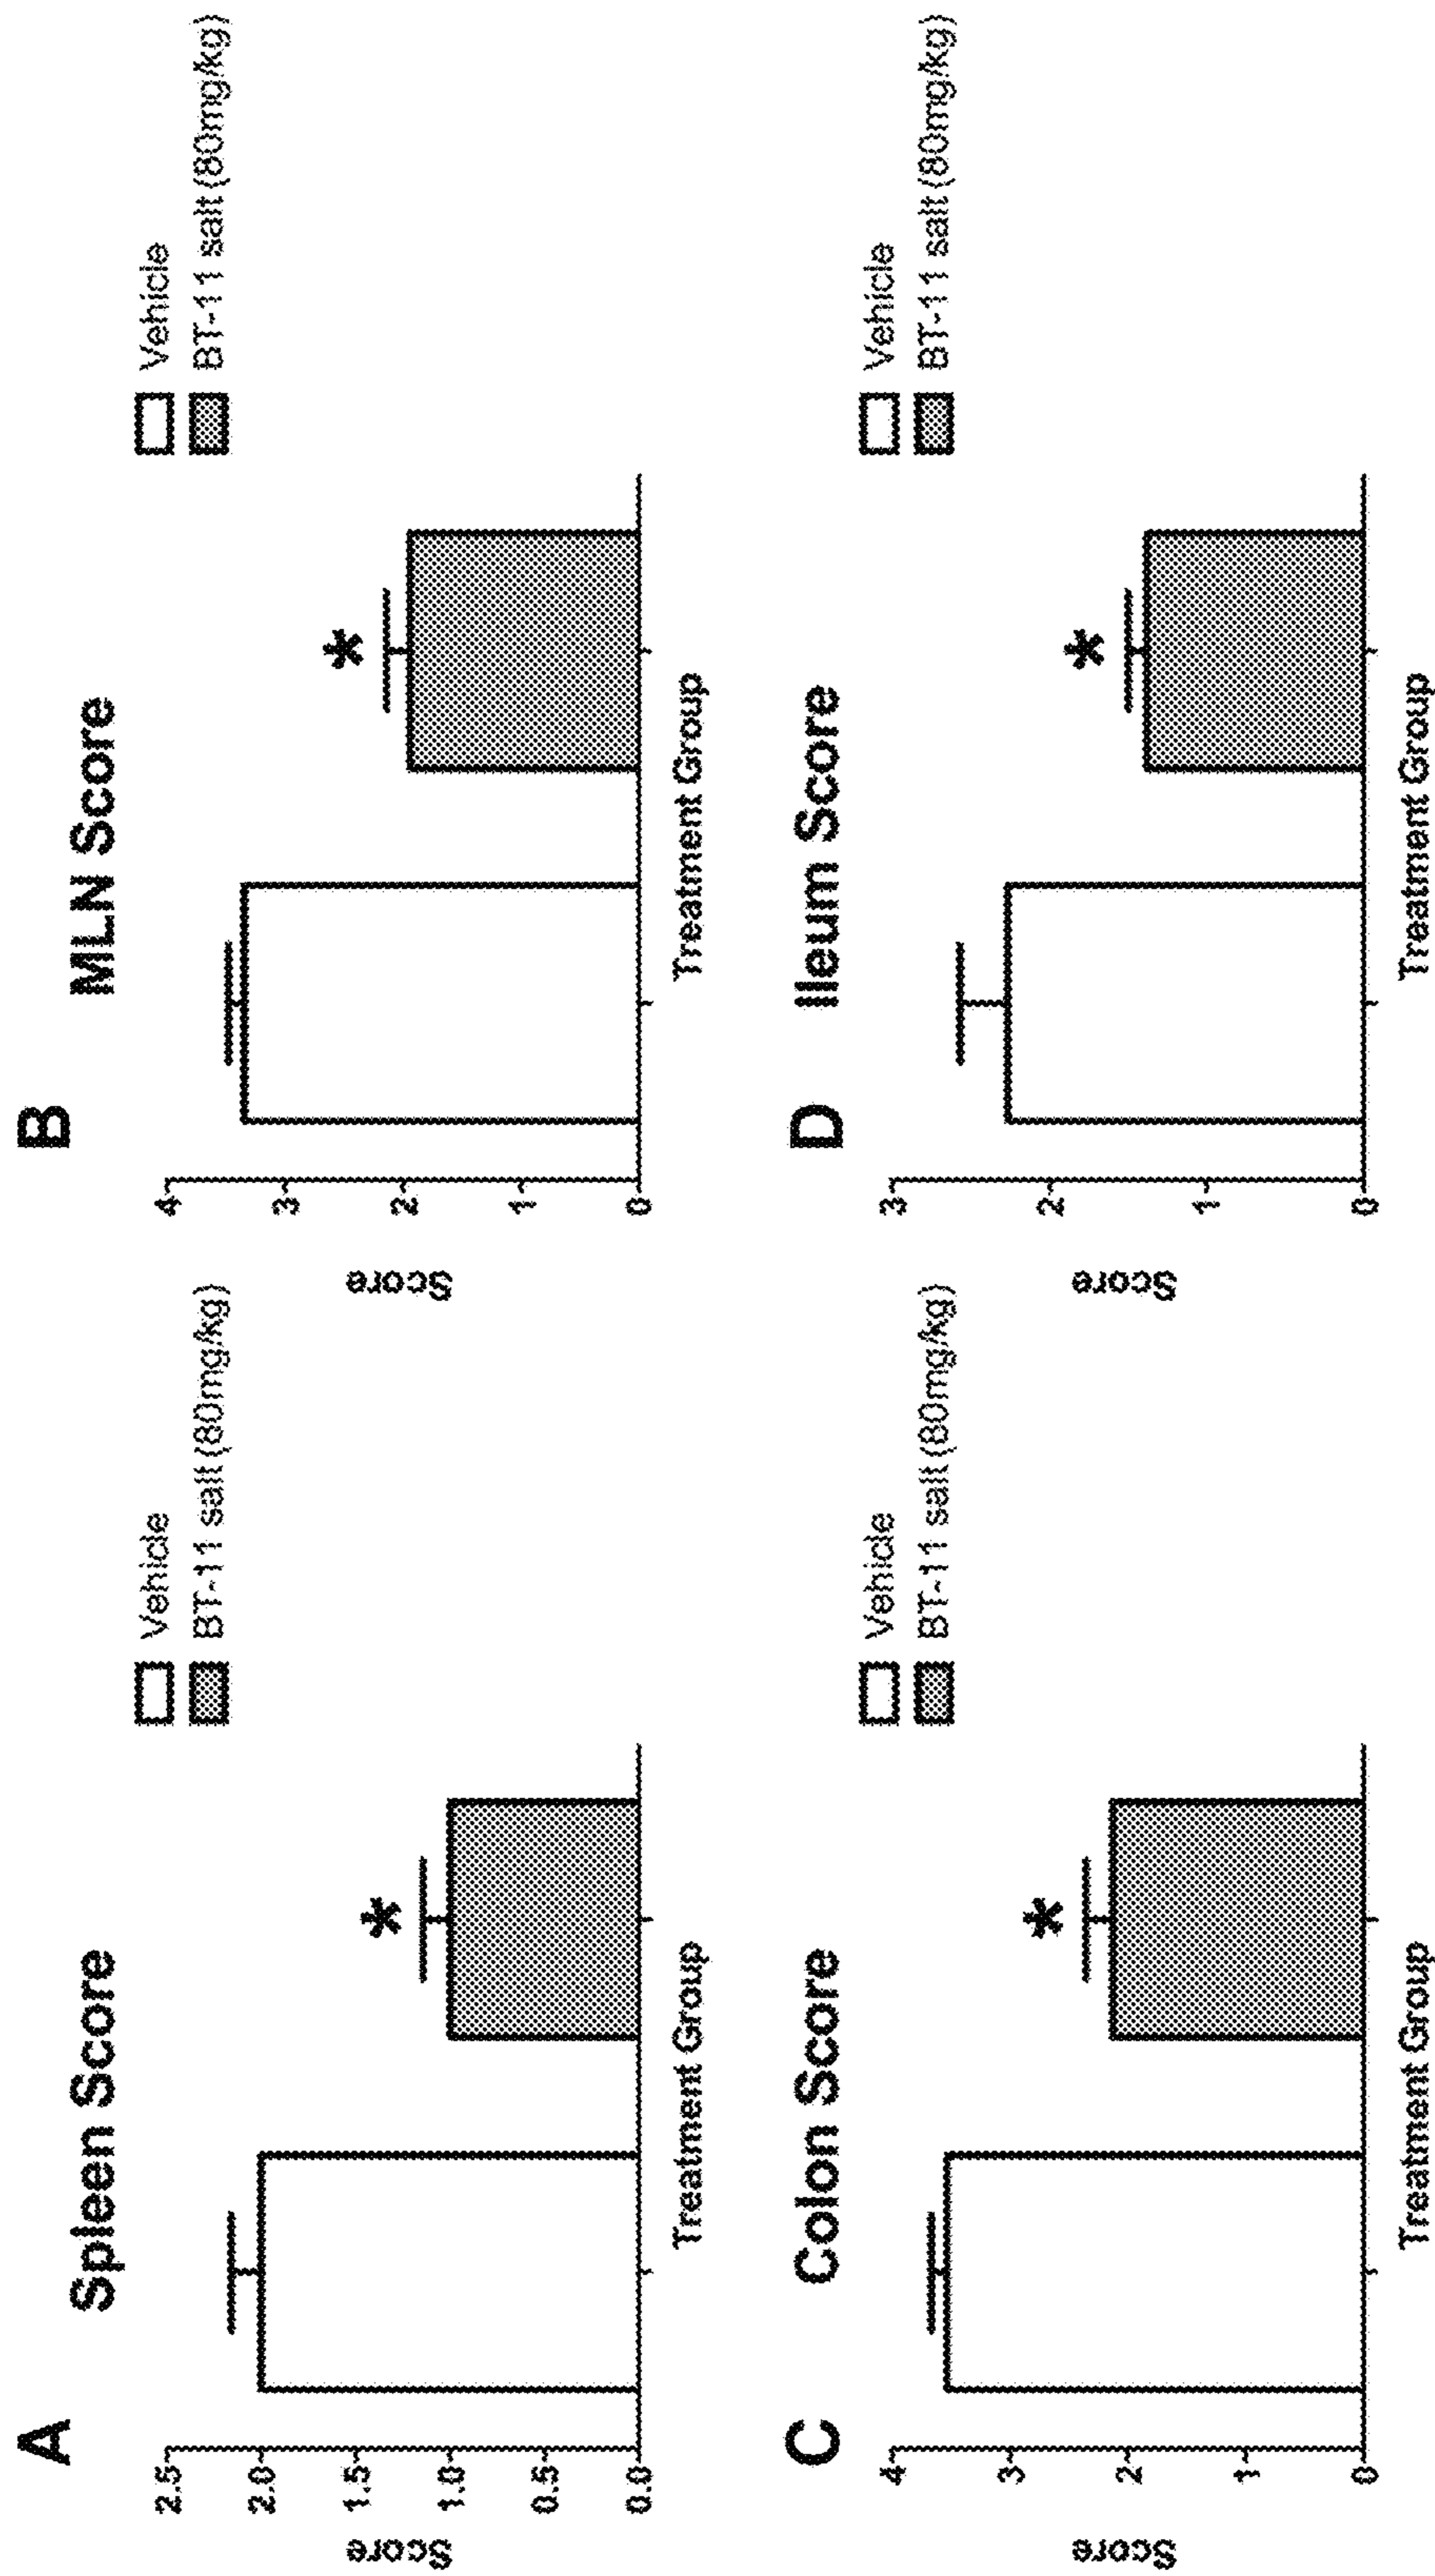 A
Spleen Score
Vehicle
BT-11 salt (80mg/kg)
Score
2.5
2.0
1.5
1.0
0.5
0.0
*
Treatment Group
B
MLN Score
Vehicle
BT-11 salt (80mg/kg)
Score
4
3
2
1
0
*
Treatment Group
C
Colon Score
Vehicle
BT-11 salt (80mg/kg)
Score
4
3
2
1
0
*
Treatment Group
D
Ileum Score
Vehicle
BT-11 salt (80mg/kg)
Score
3
2
1
0
*
Treatment Group